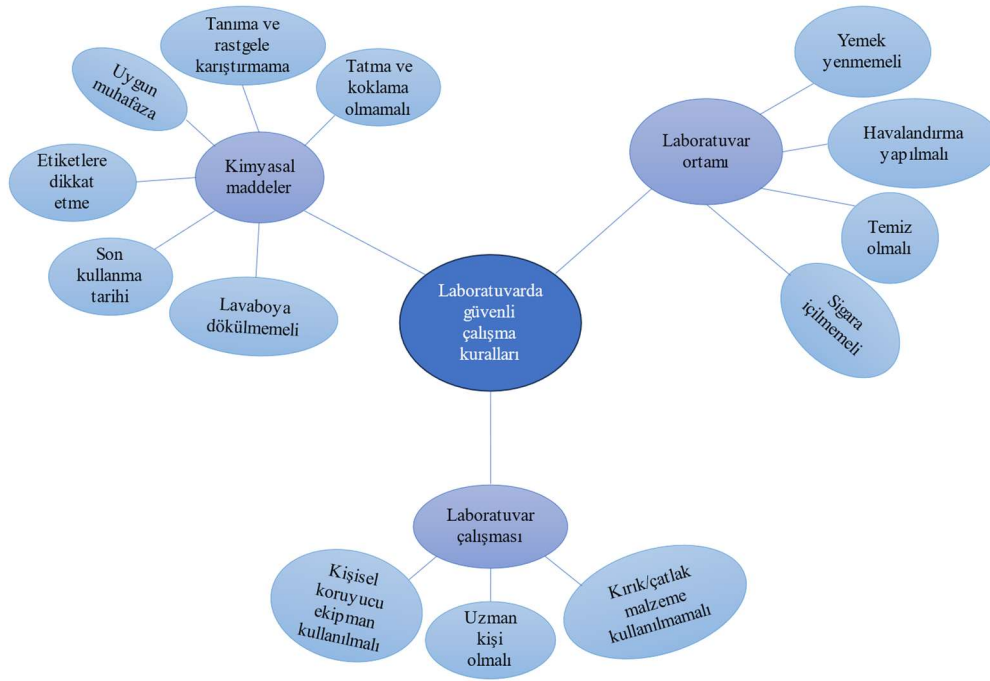 Tanıma ve
rastgele
karıştırmama
Uygun
muhafaza
Tatma ve
koklama
olmamalı
Etiketlere
dikkat
etme
Kimyasal
maddeler
Son
kullanma
tarihi
Lavaboya
dökülmemeli
Laboratuvarda
güvenli
çalışma
kuralları
Laboratuvar
ortamı
Yemek
yenmemeli
Havalandırma
yapılmalı
Temiz
olmalı
Sigara
içilmemeli
Laboratuvar
çalışması
Kişisel
koruyucu
ekipman
kullanılmalı
Uzman
kişi
olmalı
Kırık/çatlak
malzeme
kullanılmamalı